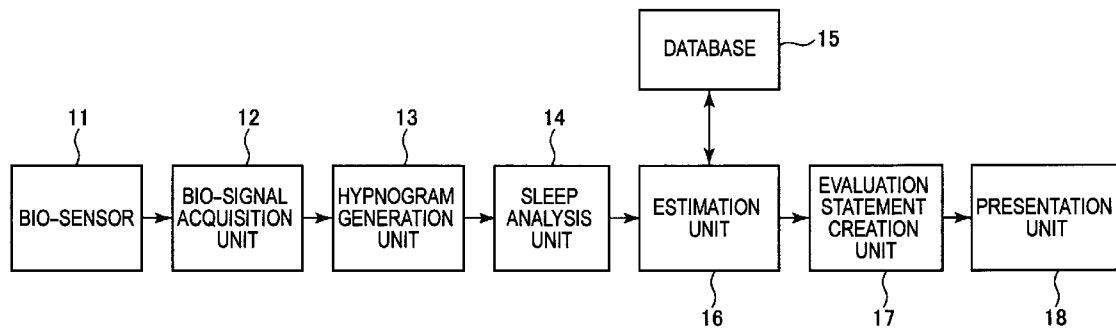 DATABASE
15
11
12
13
14
BIO-SENSOR
BIO-SIGNAL
ACQUISITION
UNIT
HYPNOGRAM
GENERATION
UNIT
SLEEP
ANALYSIS
UNIT
ESTIMATION
UNIT
EVALUATION
STATEMENT
CREATION
UNIT
PRESENTATION
UNIT
16
17
18